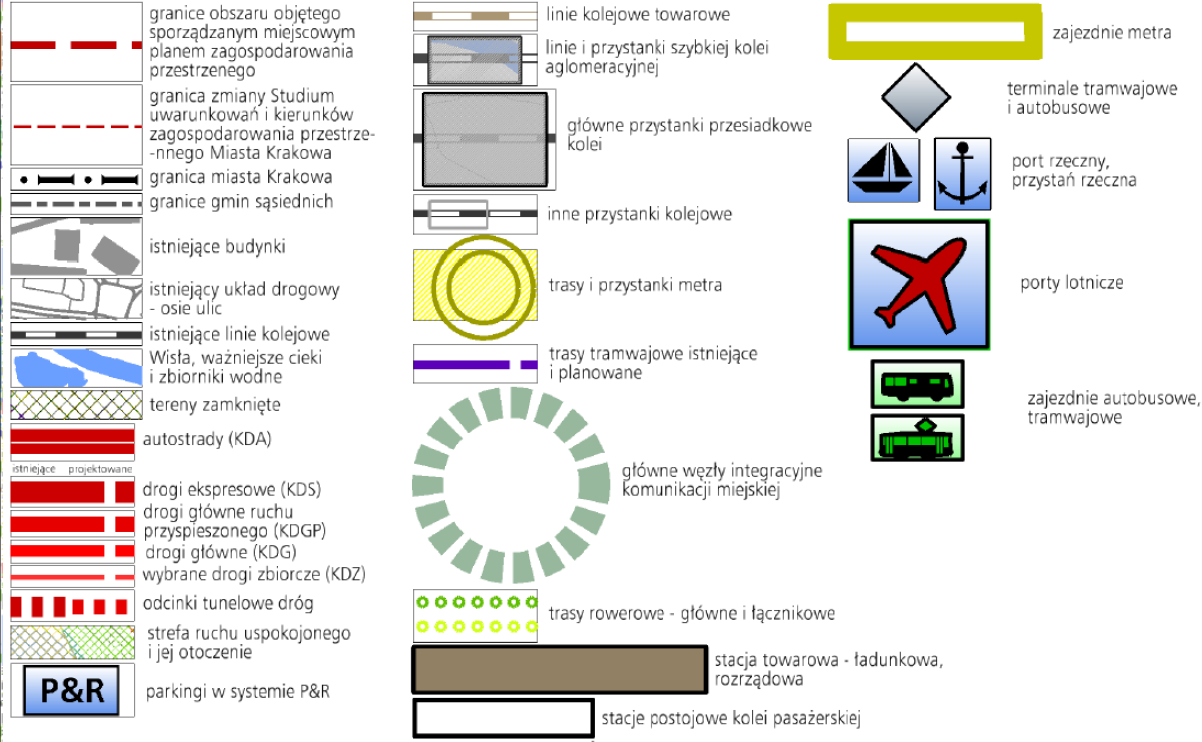 granice obszaru objętego
sporządzanym miejscowym
planem zagospodarowania
przestrzenego
granica zmiany Studium
uwarunkowań i kierunków
zagospodarowania przestrze-
-nnego Miasta Krakowa
granica miasta Krakowa
granice gmin sąsiednich
istniejące budynki
istniejący układ drogowy
- osie ulic
istniejące linie kolejowe
Wisła, ważniejsze cieki
i zbiorniki wodne
tereny zamknięte
autostrady (KDA)
istniejące projektowane
drogi ekspresowe (KDS)
drogi główne ruchu
przyspieszonego (KDGP)
drogi główne (KDG)
wybrane drogi zbiorcze (KDZ)
odcinki tunelowe dróg
strefa ruchu uspokojonego
i jej otoczenie
P&R
parkingi w systemie P&R
linie kolejowe towarowe
linie i przystanki szybkiej kolei
aglomeracyjnej
główne przystanki przesiadkowe
kolei
inne przystanki kolejowe
trasy i przystanki metra
trasy tramwajowe istniejące
i planowane
główne węzły integracyjne
komunikacji miejskiej
trasy rowerowe - główne i łącznikowe
stacja towarowa - ładunkowa,
rozrządowa
stacje postojowe kolei pasażerskiej
zajezdnie metra
terminale tramwajowe
i autobusowe
port rzeczny,
przystań rzeczna
porty lotnicze
zajezdnie autobusowe,
tramwajowe